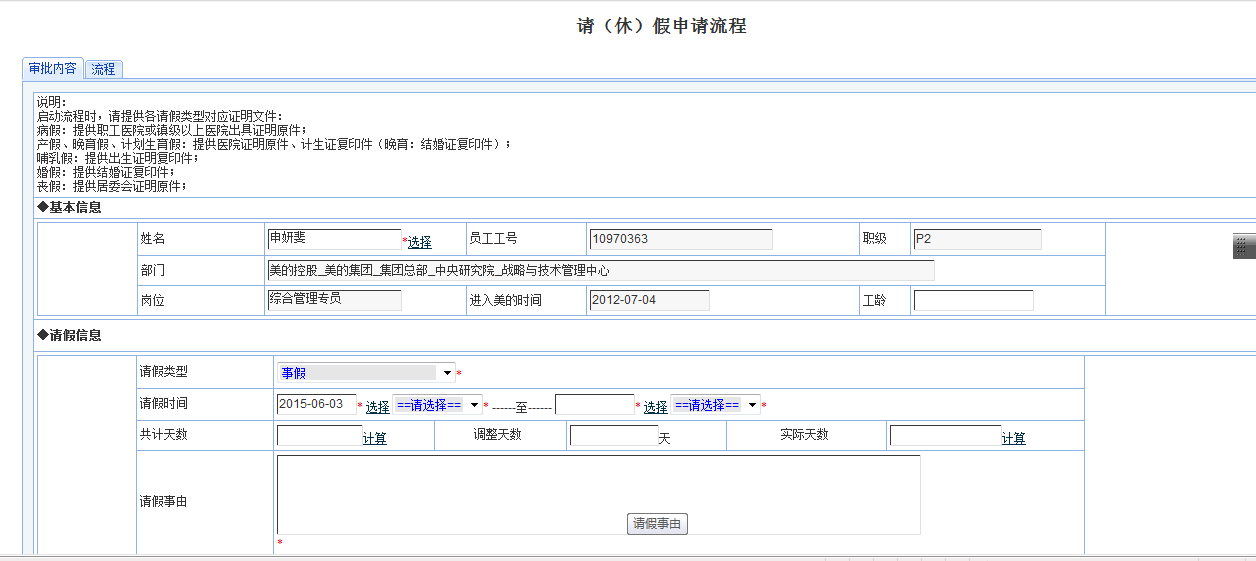 请（休）假申请流程
审批内容 流程
说明：
启动流程时，请提供各请假类型对应证明文件：
病假：提供职工医院或镇级以上医院出具证明原件；
产假、晚育假、计划生育假：提供医院证明原件、计生证复印件（晚育：结婚证复印件）；
哺乳假：提供出生证明复印件；
婚假：提供结婚证复印件；
丧假：提供居委会证明原件；
◆基本信息
姓名 申妍斐 *选择 员工工号 10970363 职级 P2
部门 美的控股_美的集团_集团总部_中央研究院_战略与技术管理中心
岗位 综合管理专员 进入美的时间 2012-07-04 工龄
◆请假信息
请假类型 事假 *
请假时间 2015-06-03 * 选择 ==请选择== * ------至------ * 选择 ==请选择== *
共计天数 计算 调整天数 天 实际天数 计算
请假事由
请假事由
*